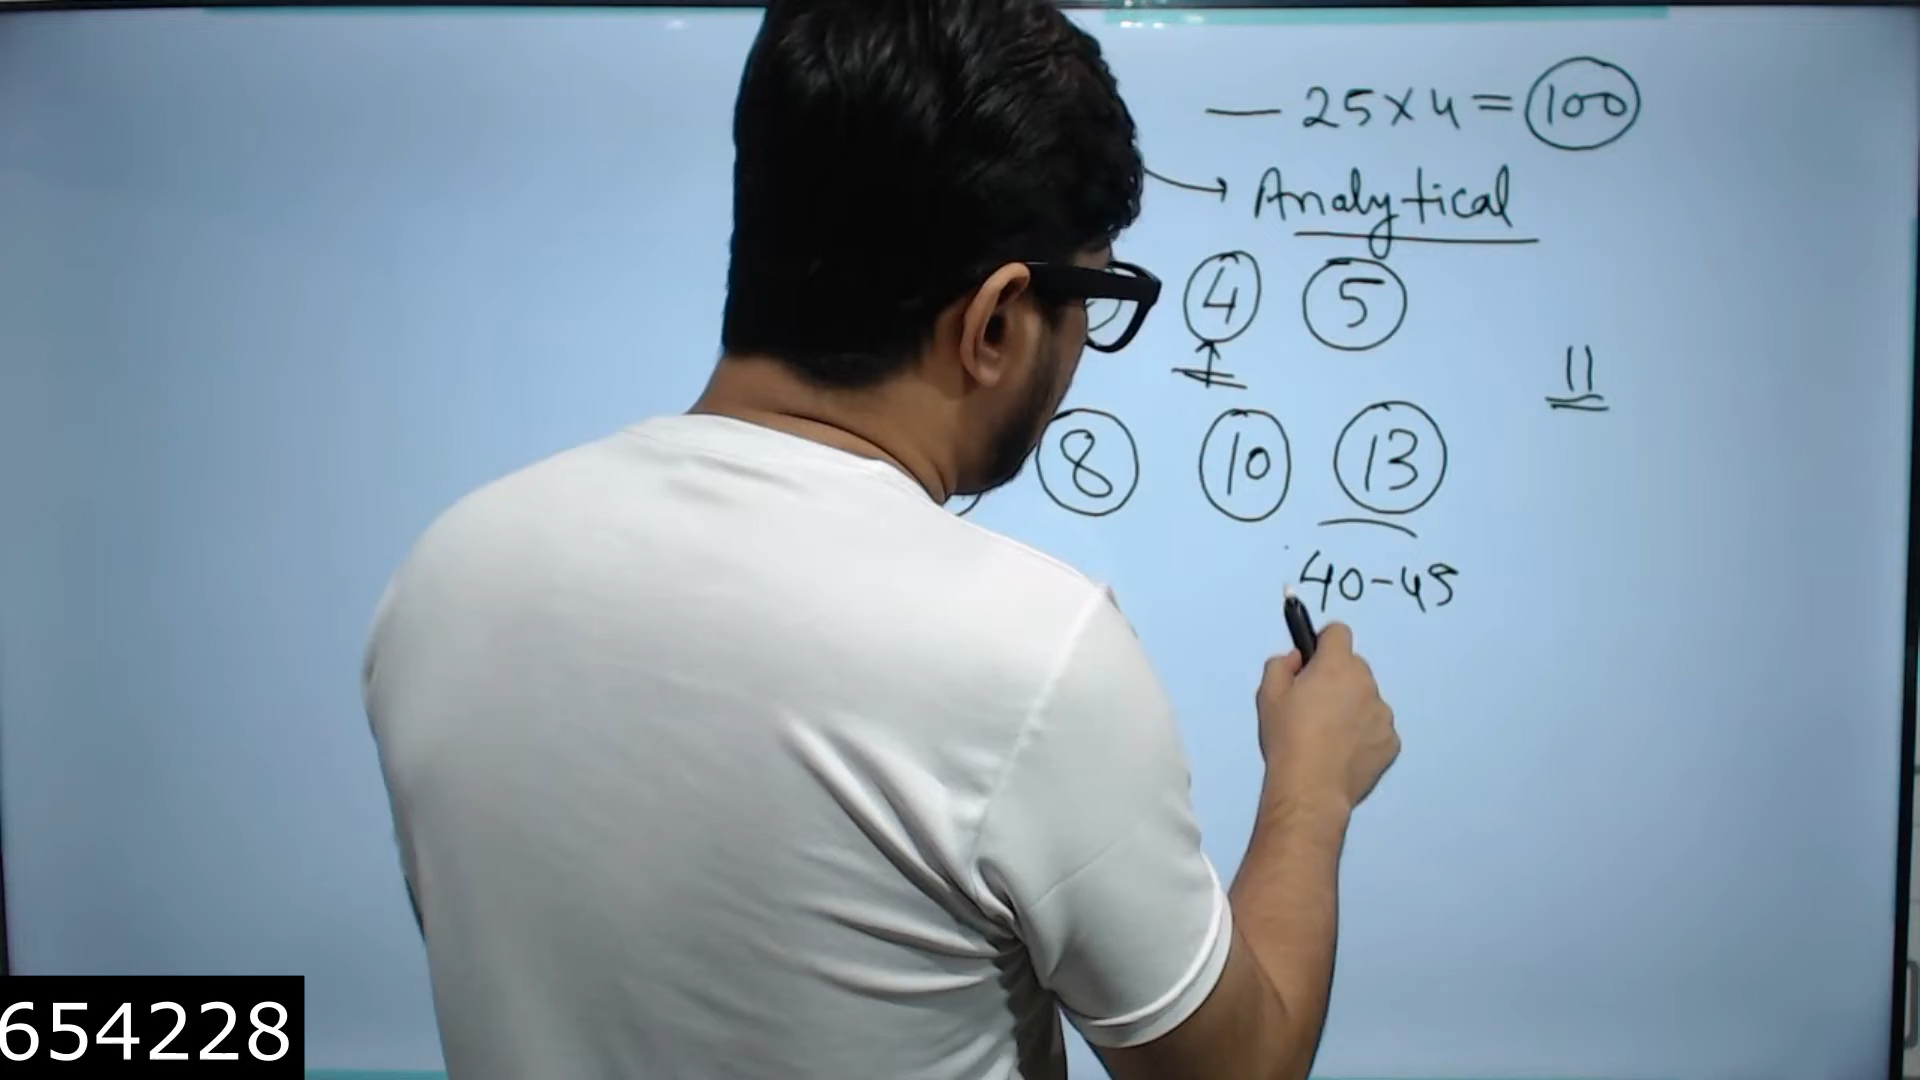 — 25 x 4 = 100
→ Analytical
4 5
11
8 10 13
40-45
654228